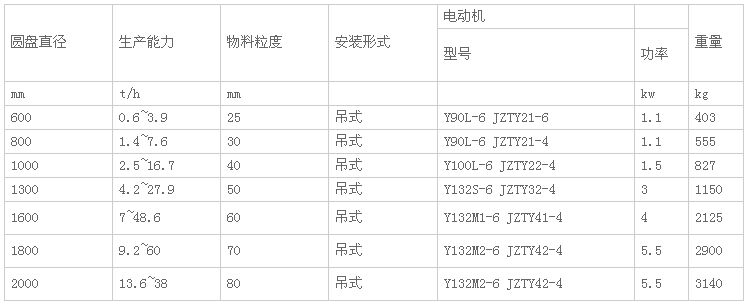 圆盘直径 生产能力 物料粒度 安装形式 电动机 重量
型号 功率
mm t/h mm kw kg
600 0.6~3.9 25 吊式 Y90L-6 JZTY21-6 1.1 403
800 1.4~7.6 30 吊式 Y90L-6 JZTY21-4 1.1 555
1000 2.5~16.7 40 吊式 Y100L-6 JZTY22-4 1.5 827
1300 4.2~27.9 50 吊式 Y132S-6 JZTY32-4 3 1150
1600 7~48.6 60 吊式 Y132M1-6 JZTY41-4 4 2125
1800 9.2~60 70 吊式 Y132M2-6 JZTY42-4 5.5 2900
2000 13.6~38 80 吊式 Y132M2-6 JZTY42-4 5.5 3140